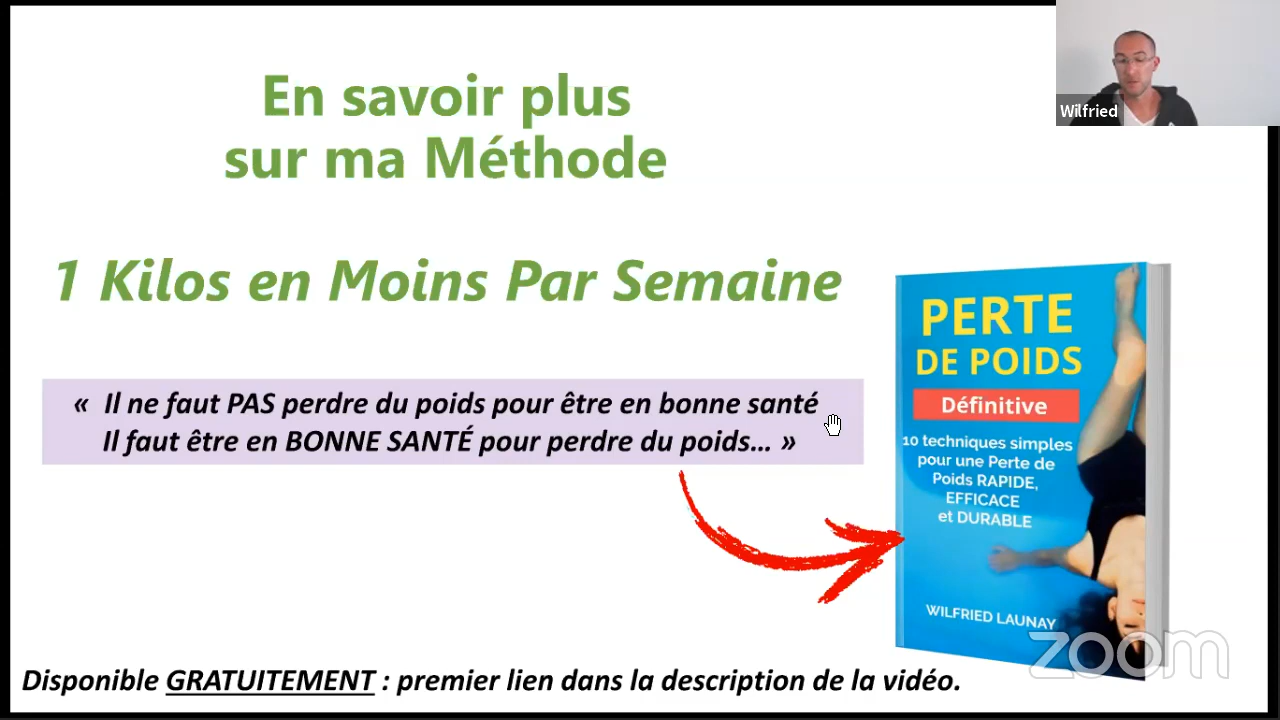 En savoir plus
sur ma Méthode
1 Kilos en Moins Par Semaine
« Il ne faut PAS perdre du poids pour être en bonne santé
Il faut être en BONNE SANTÉ pour perdre du poids... »
Wilfried
PERTE
DE POIDS
Définitive
10 techniques simples
pour une Perte de
Poids RAPIDE,
EFFICACE
et DURABLE
WILFRIED LAUNAY
zoom
Disponible GRATUITEMENT : premier lien dans la description de la vidéo.